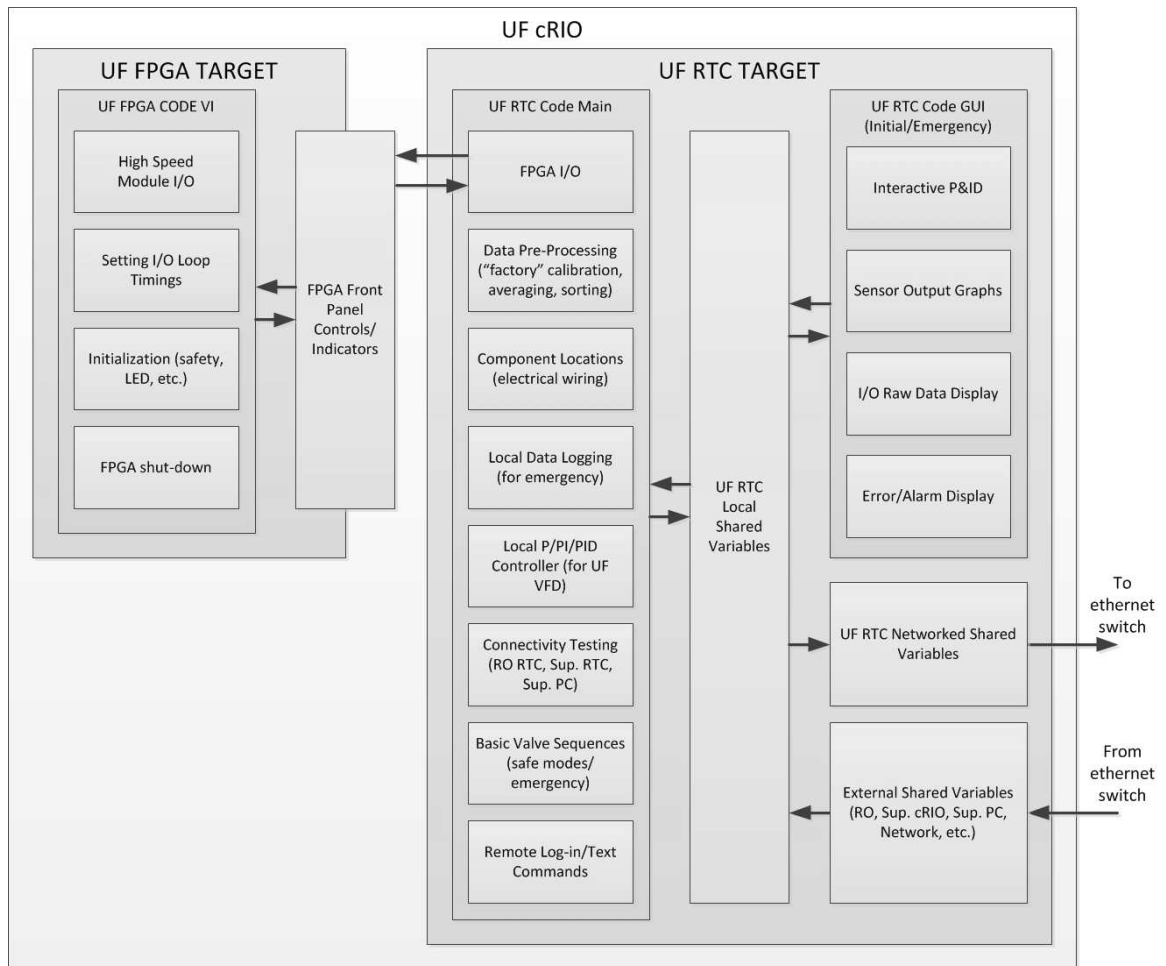 UF cRIO
UF FPGA TARGET
UF FPGA CODE VI
High Speed
Module I/O
Setting I/O Loop
Timings
Initialization (safety,
LED, etc.)
FPGA shut-down
FPGA Front
Panel
Controls/
Indicators
UF RTC TARGET
UF RTC Code Main
FPGA I/O
Data Pre-Processing
(“factory” calibration,
averaging, sorting)
Component Locations
(electrical wiring)
Local Data Logging
(for emergency)
Local P/PI/PID
Controller (for UF
VFD)
Connectivity Testing
(RO RTC, Sup. RTC,
Sup. PC)
Basic Valve Sequences
(safe modes/
emergency)
Remote Log-in/Text
Commands
UF RTC
Local
Shared
Variables
UF RTC Code GUI
(Initial/Emergency)
Interactive P&ID
Sensor Output Graphs
I/O Raw Data Display
Error/Alarm Display
UF RTC Networked Shared
Variables
External Shared Variables
(RO, Sup. cRIO, Sup. PC,
Network, etc.)
To
ethernet
switch
From
ethernet
switch